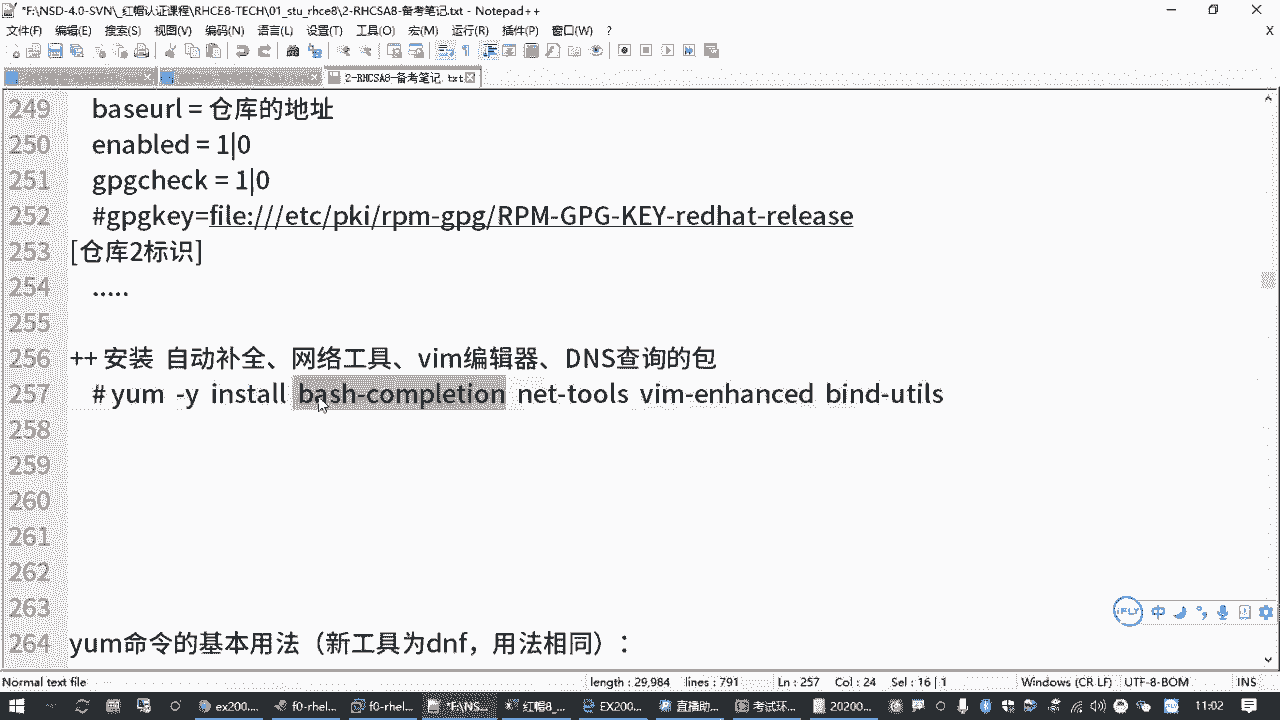 *F:\NSD-4.0-SVN\_红帽认证课程\RHCE8-TECH\01_stu_rhce8\2-RHCSA8-备考笔记.txt - Notepad++
文件(F) 编辑(E) 搜索(S) 视图(V) 编码(N) 语言(L) 设置(T) 工具(O) 宏(M) 运行(R) 插件(P) 窗口(W) ? X
2-RHCSA8-备考笔记.txt
249 baseurl = 仓库的地址
250 enabled = 1|0
251 gpgcheck = 1|0
252 #gpgkey=file:///etc/pki/rpm-gpg/RPM-GPG-KEY-redhat-release
253 [仓库2标识]
254 .....
255
256 ++ 安装 自动补全、网络工具、vim编辑器、DNS查询的包
257 # yum -y install bash-completion net-tools vim-enhanced bind-utils
258
259
260
261
262
263
264 yum命令的基本用法（新工具为dnf，用法相同）：
iFLY 中
Normal text file length : 29,984 lines : 791 Ln : 257 Col : 24 Sel : 16 | 1 Windows (CR LF) UTF-8-BOM INS
ex200... f0-rhel... f0-rhel... *F:\NS... 红帽8_... EX200... 直播助... 考试环... 20200... 11:02